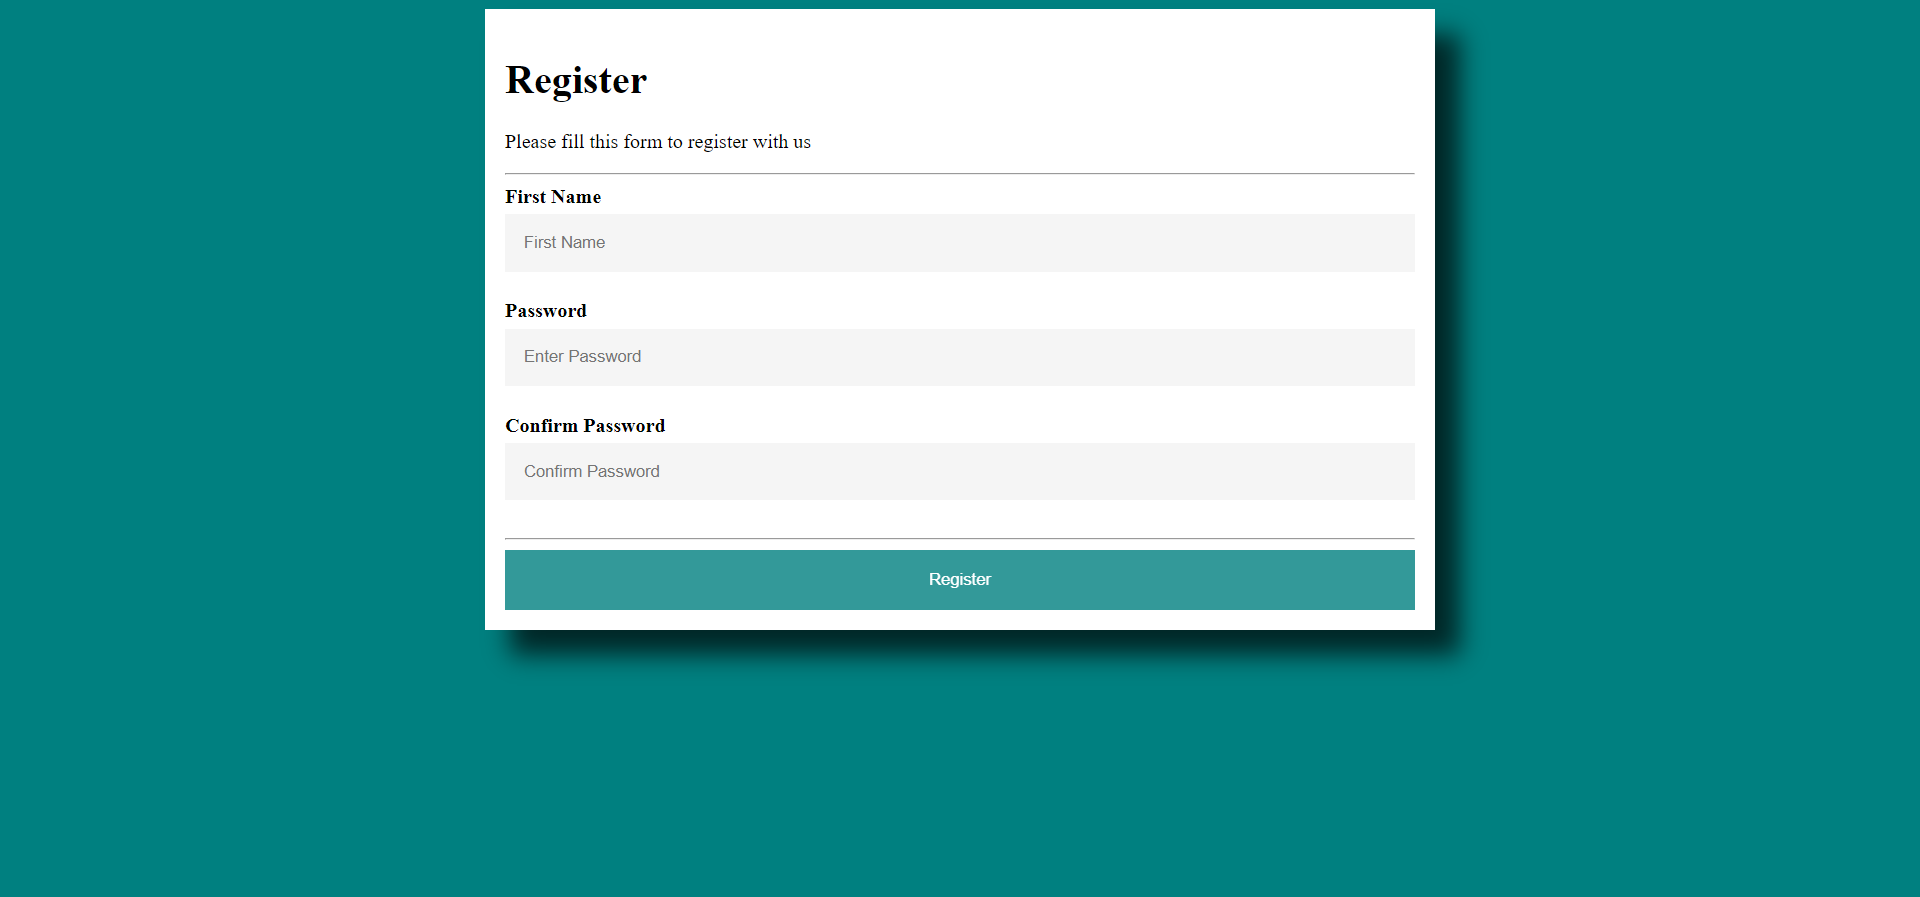 Register
Please fill this form to register with us
First Name
First Name
Password
Enter Password
Confirm Password
Confirm Password
Register